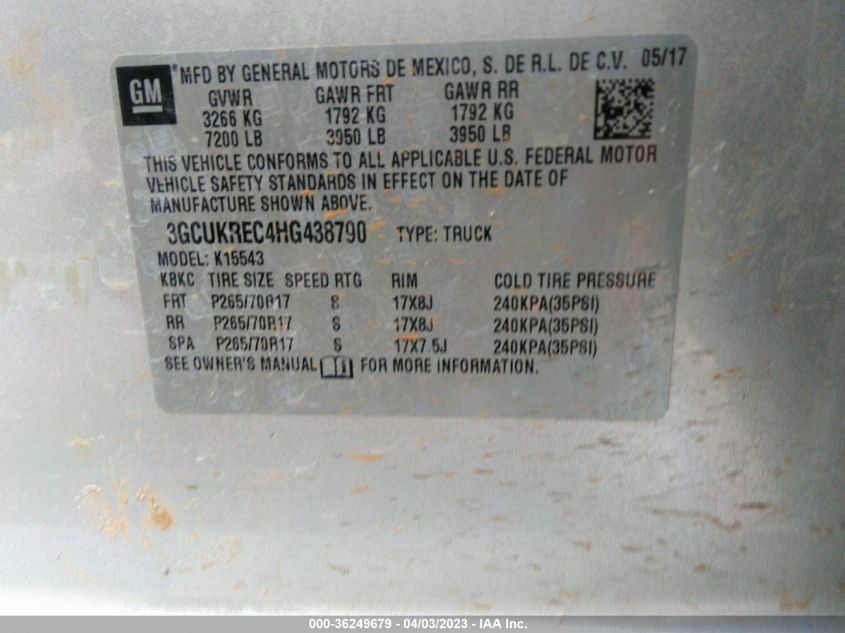 GM
*MFD BY GENERAL MOTORS DE MEXICO, S. DE R.L. DE C.V. 05/17
GVWR GAWR FRT GAWR RR
3266 KG 1792 KG 1792 KG
7200 LB 3950 LB 3950 LB
THIS VEHICLE CONFORMS TO ALL APPLICABLE U.S. FEDERAL MOTOR
VEHICLE SAFETY STANDARDS IN EFFECT ON THE DATE OF
MANUFACTURE SHOWN ABOVE.
3GCUKREC4HG438790 TYPE: TRUCK
MODEL: K15543
KBKC TIRE SIZE SPEED RTG RIM COLD TIRE PRESSURE
FRT P265/70R17 S 17X8J 240KPA(35PSI)
RR P265/70R17 S 17X8J 240KPA(35PSI)
SPA P265/70R17 S 17X7.5J 240KPA(35PSI)
SEE OWNER'S MANUAL FOR MORE INFORMATION.
000-36249679 - 04/03/2023 - IAA Inc.